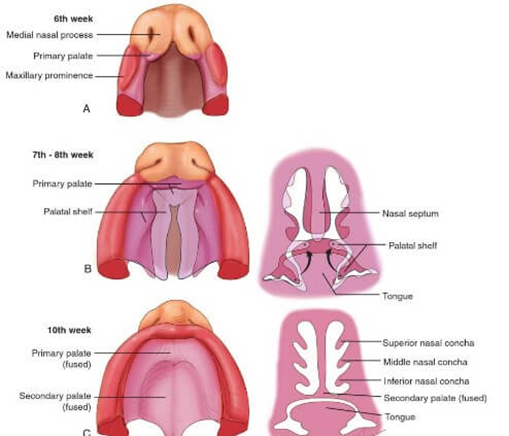 6th week
Medial nasal process
Primary palate
Maxillary prominence
A
7th - 8th week
Primary palate
Palatal shelf
B
Nasal septum
Palatal shelf
Tongue
10th week
Primary palate
(fused)
Secondary palate
(fused)
C
Superior nasal concha
Middle nasal concha
Inferior nasal concha
Secondary palate (fused)
Tongue